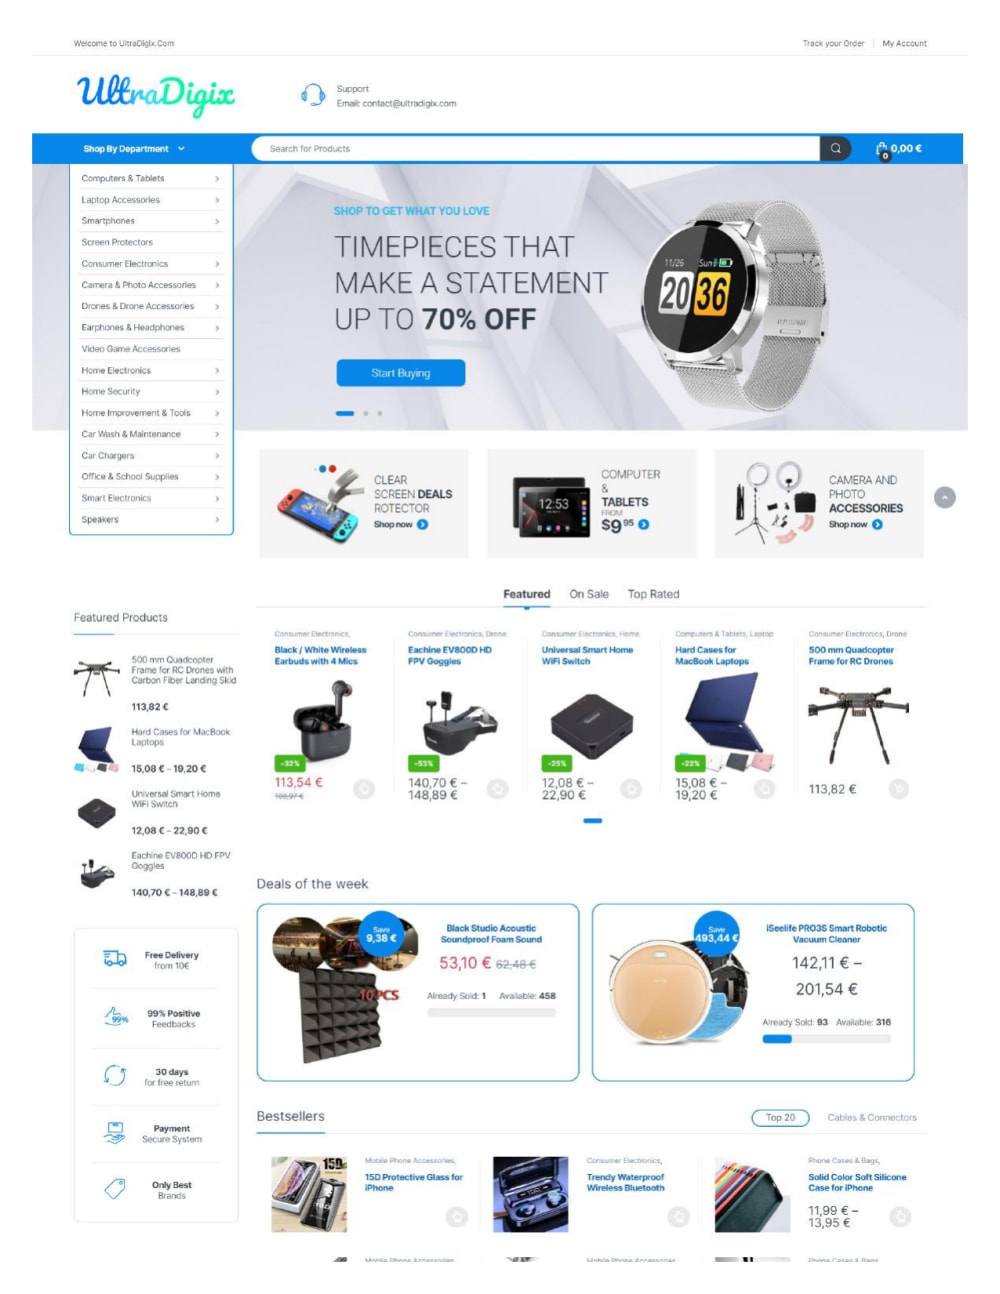 Welcome to UltraDigix.Com
Track your Order
My Account
UltraDigix
Support
Email: contact@ultradigix.com
Shop By Department
Search for Products
0
0,00 €
Computers & Tablets
Laptop Accessories
Smartphones
Screen Protectors
Consumer Electronics
Camera & Photo Accessories
Drones & Drone Accessories
Earphones & Headphones
Video Game Accessories
Home Electronics
Home Security
Home Improvement & Tools
Car Wash & Maintenance
Car Chargers
Office & School Supplies
Smart Electronics
Speakers
SHOP TO GET WHAT YOU LOVE
TIMEPIECES THAT
MAKE A STATEMENT
UP TO 70% OFF
Start Buying
11/26 Sun
20 36
CLEAR
SCREEN DEALS
ROTECTOR
Shop now
12:53
COMPUTER
&
TABLETS
FROM
$9 95
CAMERA AND
PHOTO
ACCESSORIES
Shop now
Featured Products
500 mm Quadcopter
Frame for RC Drones with
Carbon Fiber Landing Skid
113,82 €
Hard Cases for MacBook
Laptops
15,08 € – 19,20 €
Universal Smart Home
WiFi Switch
12,08 € – 22,90 €
Eachine EV800D HD FPV
Goggles
140,70 € – 148,89 €
Featured
On Sale
Top Rated
Consumer Electronics,
Black / White Wireless
Earbuds with 4 Mics
-32%
113,54 €
Consumer Electronics, Drone
Eachine EV800D HD
FPV Goggles
-53%
140,70 € –
148,89 €
Consumer Electronics, Home
Universal Smart Home
WiFi Switch
-25%
12,08 € –
22,90 €
Computers & Tablets, Laptop
Hard Cases for
MacBook Laptops
-22%
15,08 € –
19,20 €
Consumer Electronics, Drone
500 mm Quadcopter
Frame for RC Drones
113,82 €
Free Delivery
from 10€
99%
99% Positive
Feedbacks
30 days
for free return
Payment
Secure System
Only Best
Brands
Deals of the week
Save
9,38 €
10 PCS
Black Studio Acoustic
Soundproof Foam Sound
53,10 € 62,48 €
Already Sold: 1
Available: 458
Save
493,44 €
iSeelife PRO3S Smart Robotic
Vacuum Cleaner
142,11 € –
201,54 €
Already Sold: 93
Available: 316
Bestsellers
Top 20
Cables & Connectors
15D
Mobile Phone Accessories,
15D Protective Glass for
iPhone
Consumer Electronics,
Trendy Waterproof
Wireless Bluetooth
Phone Cases & Bags,
Solid Color Soft Silicone
Case for iPhone
11,99 € –
13,95 €
Mobile Phone Accessories
Mobile Phone Accessories
Phone Cases & Bags